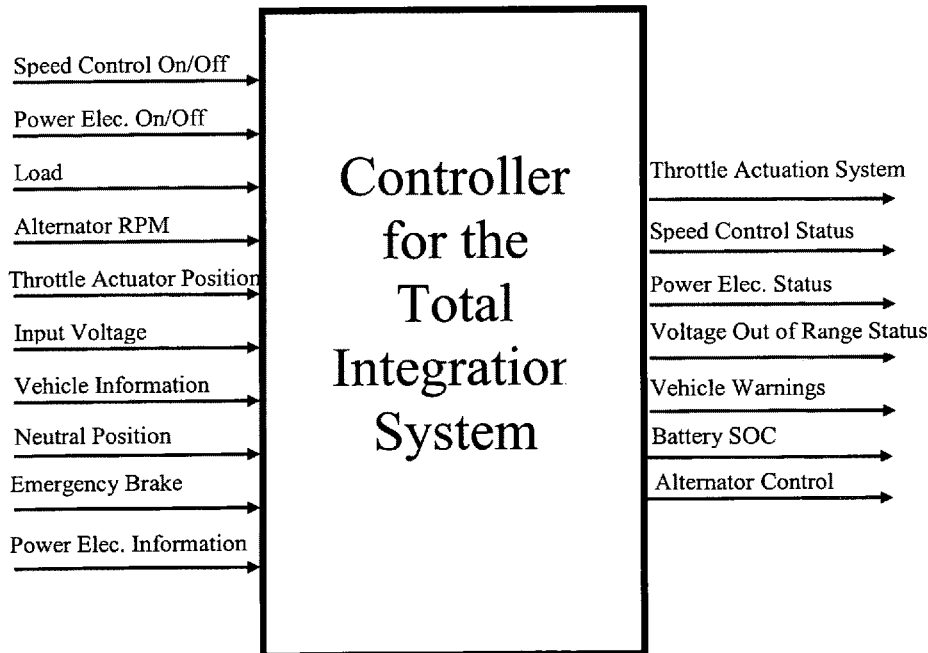 Speed Control On/Off
Power Elec. On/Off
Load
Alternator RPM
Throttle Actuator Position
Input Voltage
Vehicle Information
Neutral Position
Emergency Brake
Power Elec. Information
Controller
for the
Total
Integration
System
Throttle Actuation System
Speed Control Status
Power Elec. Status
Voltage Out of Range Status
Vehicle Warnings
Battery SOC
Alternator Control